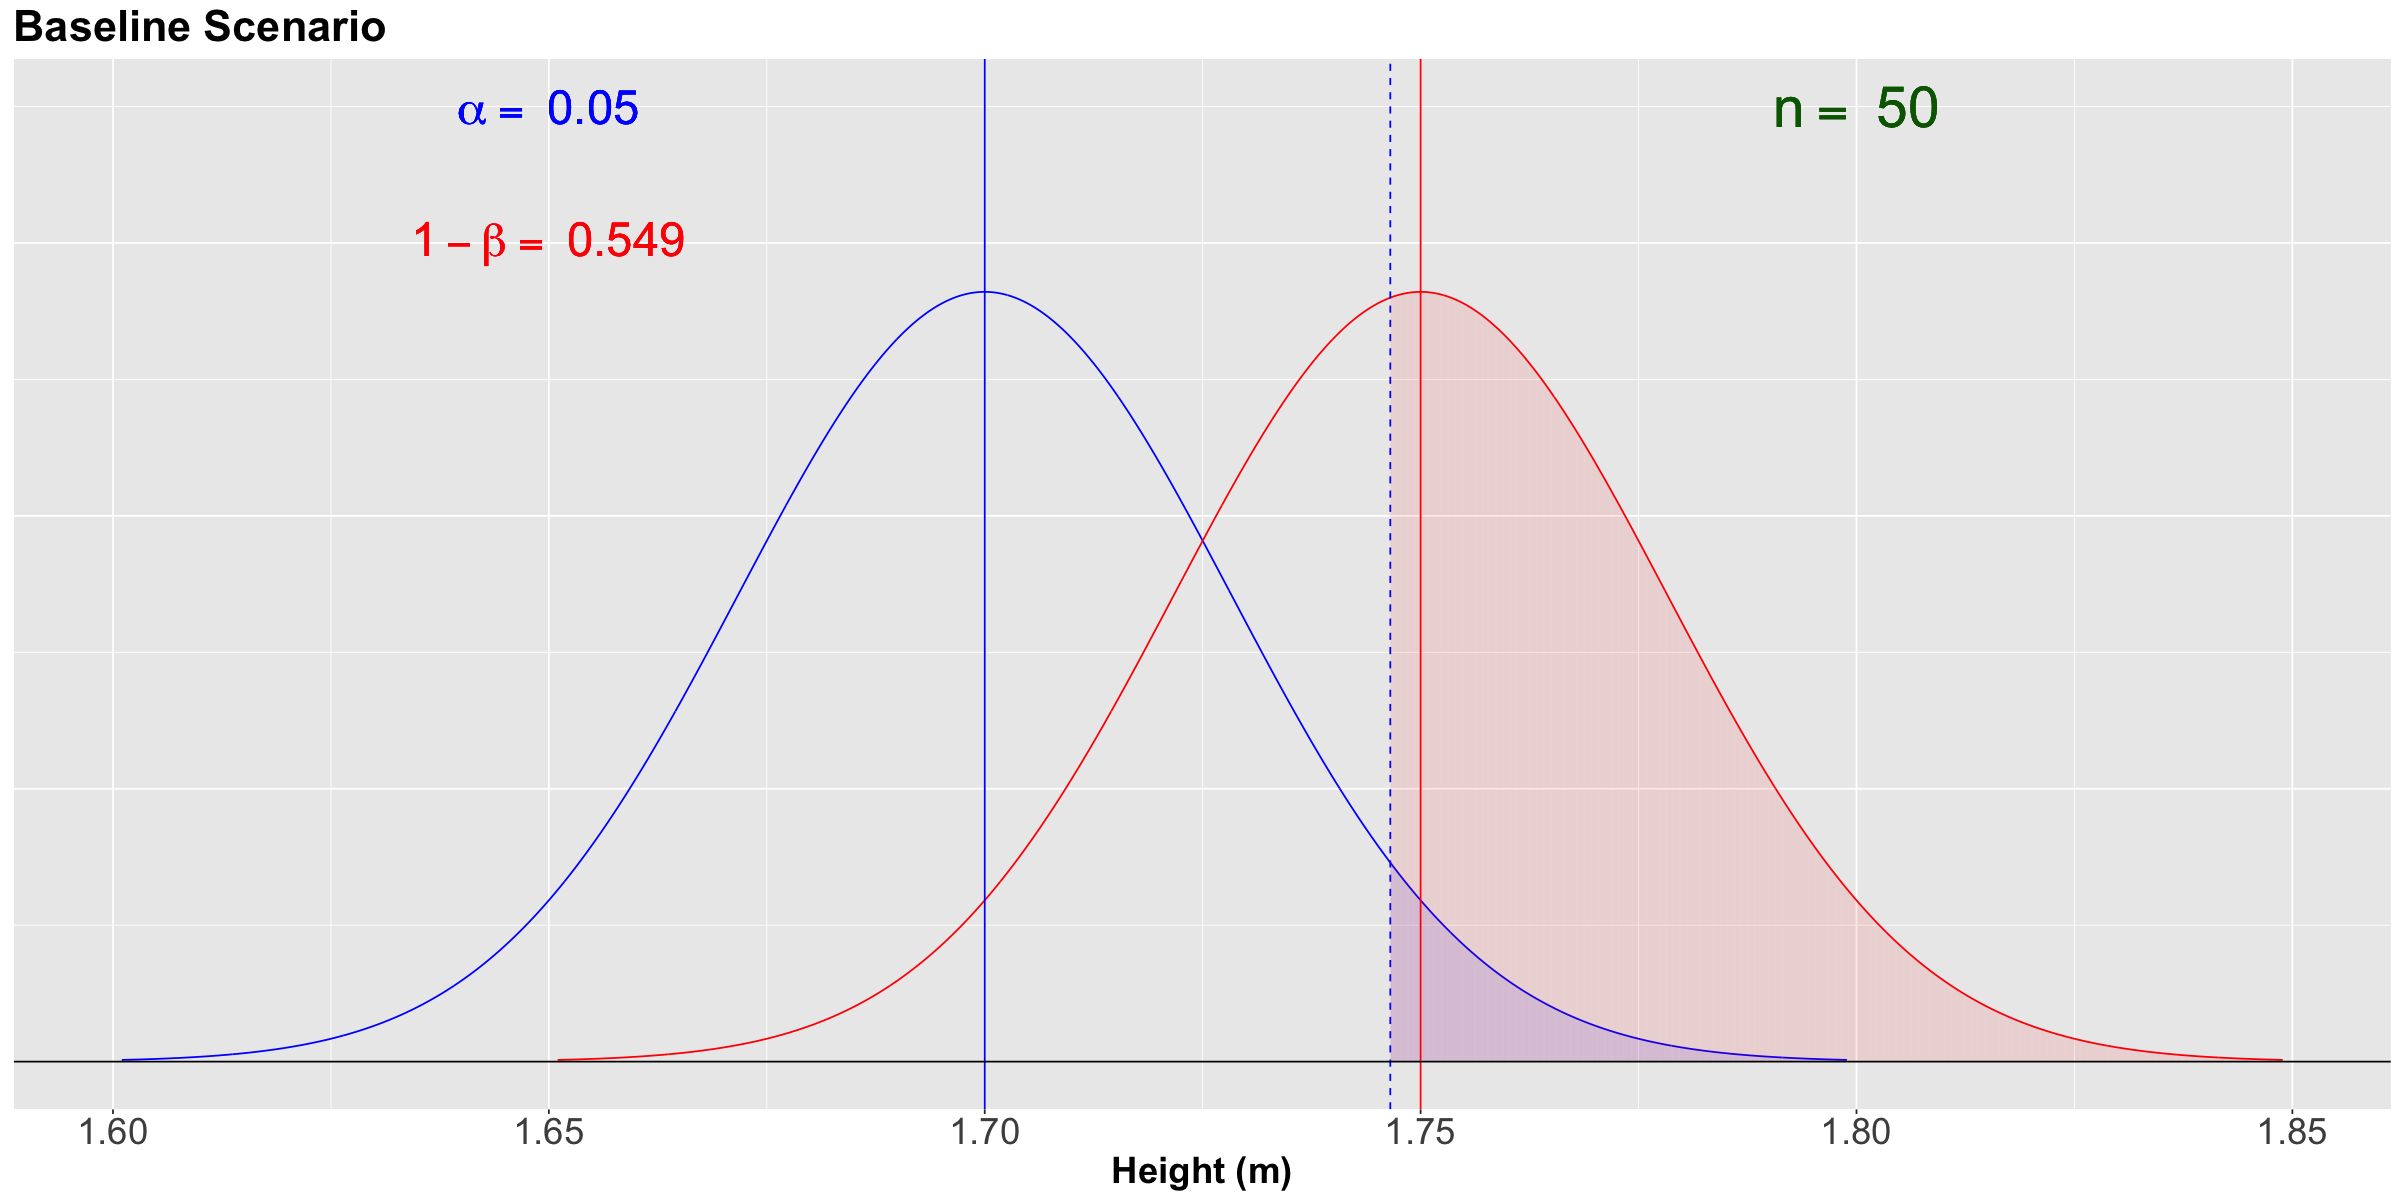 Baseline Scenario
α = 0.05
n = 50
1 − β = 0.549
1.60 1.65 1.70 1.75 1.80 1.85
Height (m)